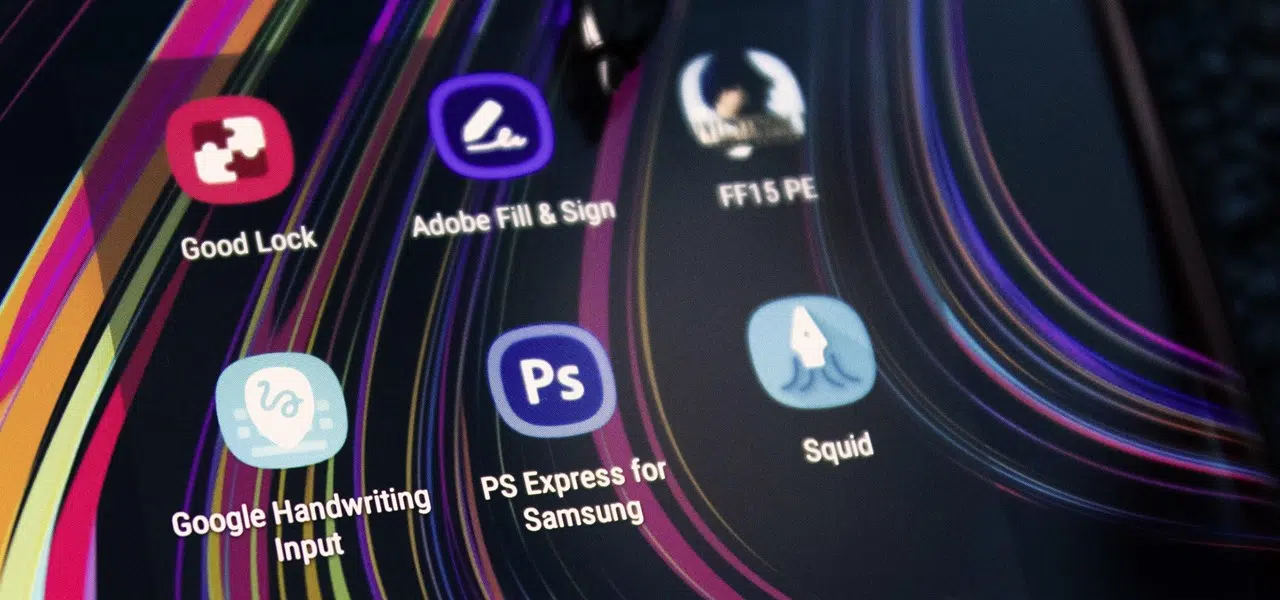 Good Lock
Adobe Fill & Sign
FF15 PE
Google Handwriting
Input
Ps
PS Express for
Samsung
Squid